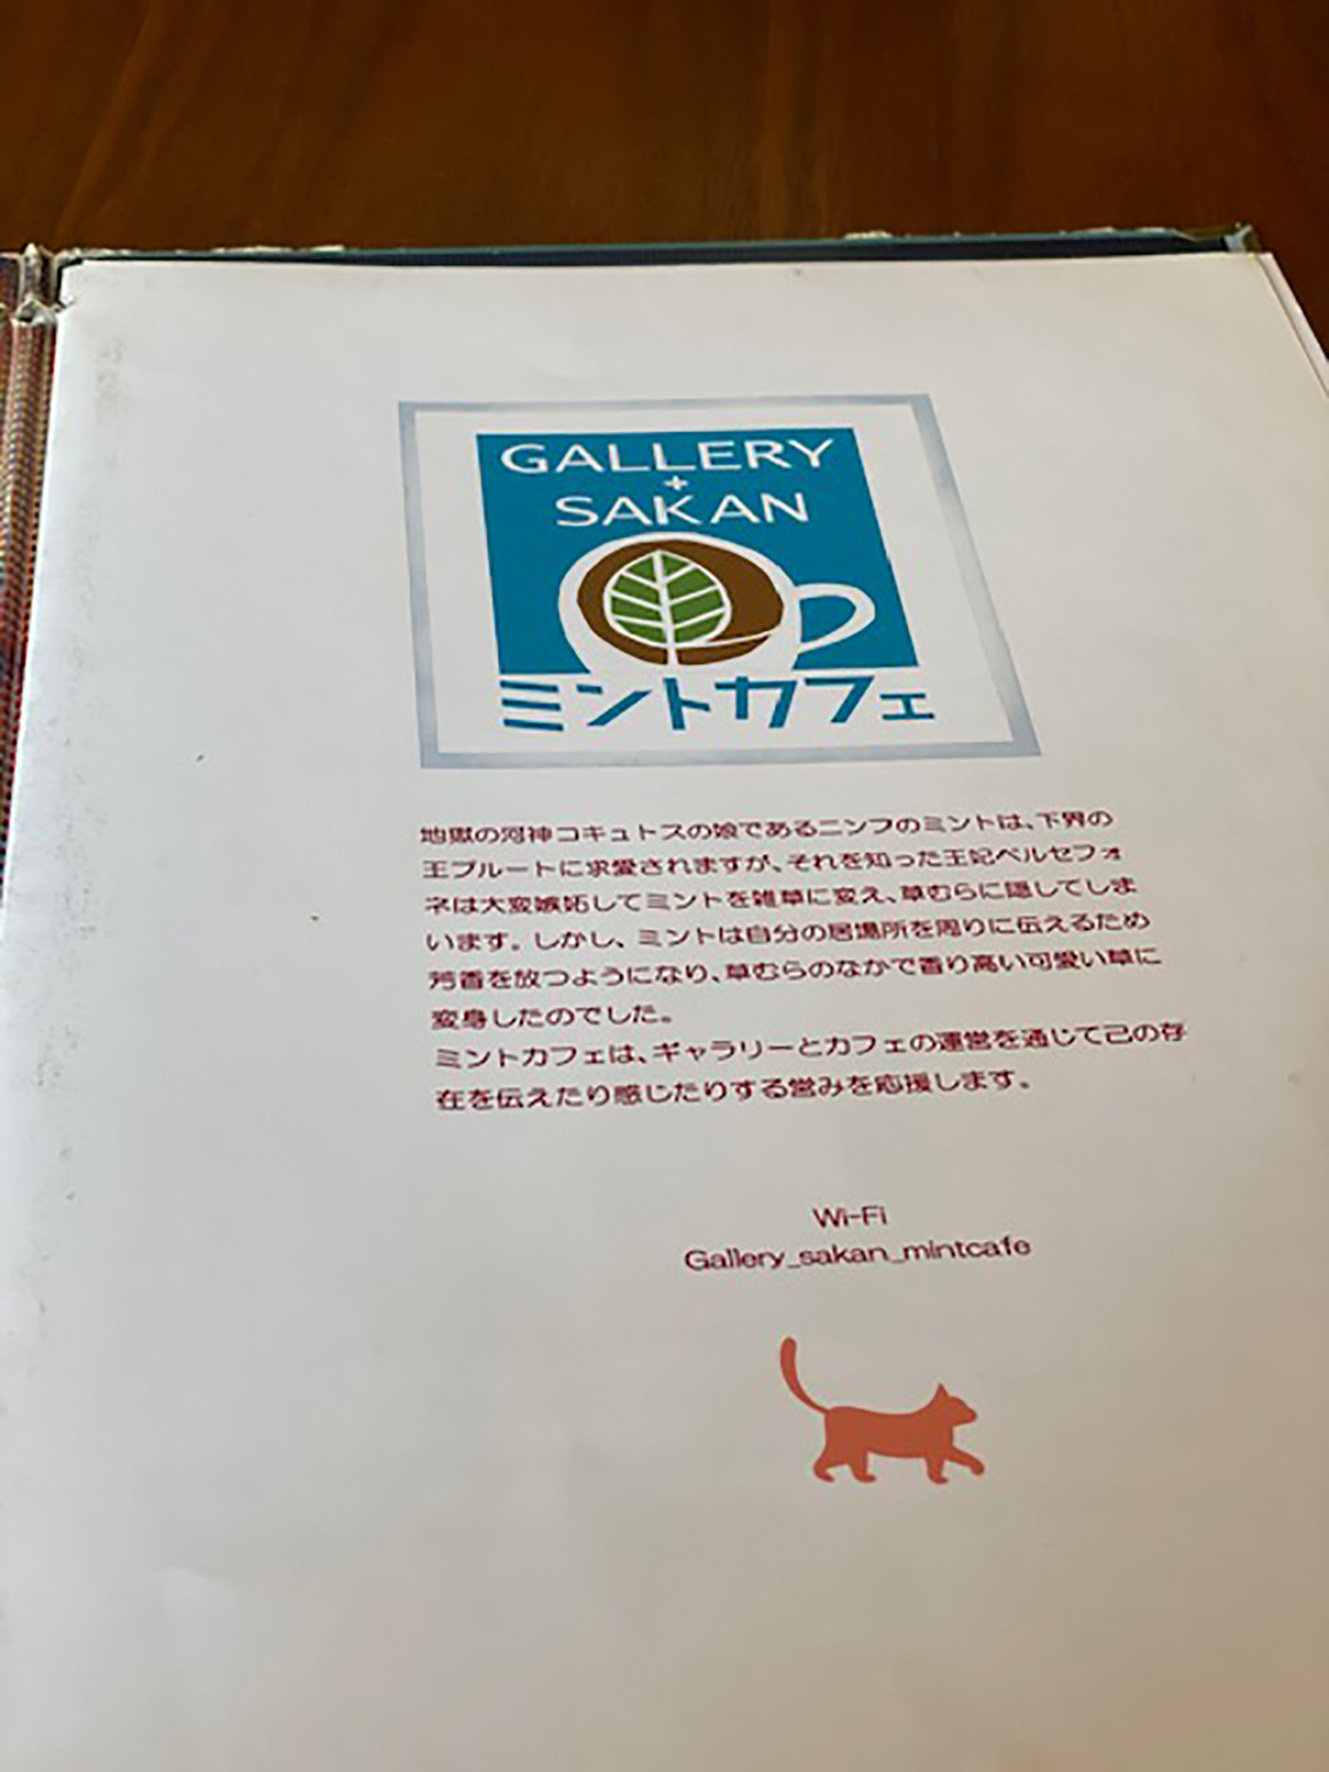 GALLERY
+
SAKAN
ミントカフェ
地獄の河神コキュトスの娘であるニンフのミントは、下界の
王プルートに求愛されますが、それを知った王妃ペルセフォ
ネは大変嫉妬してミントを雑草に変え、草むらに隠してしま
います。しかし、ミントは自分の居場所を周りに伝えるため
芳香を放つようになり、草むらのなかで香り高い可愛い草に
変身したのでした。
ミントカフェは、ギャラリーとカフェの運営を通じて己の存
在を伝えたり感じたりする営みを応援します。
Wi-Fi
Gallery_sakan_mintcafe